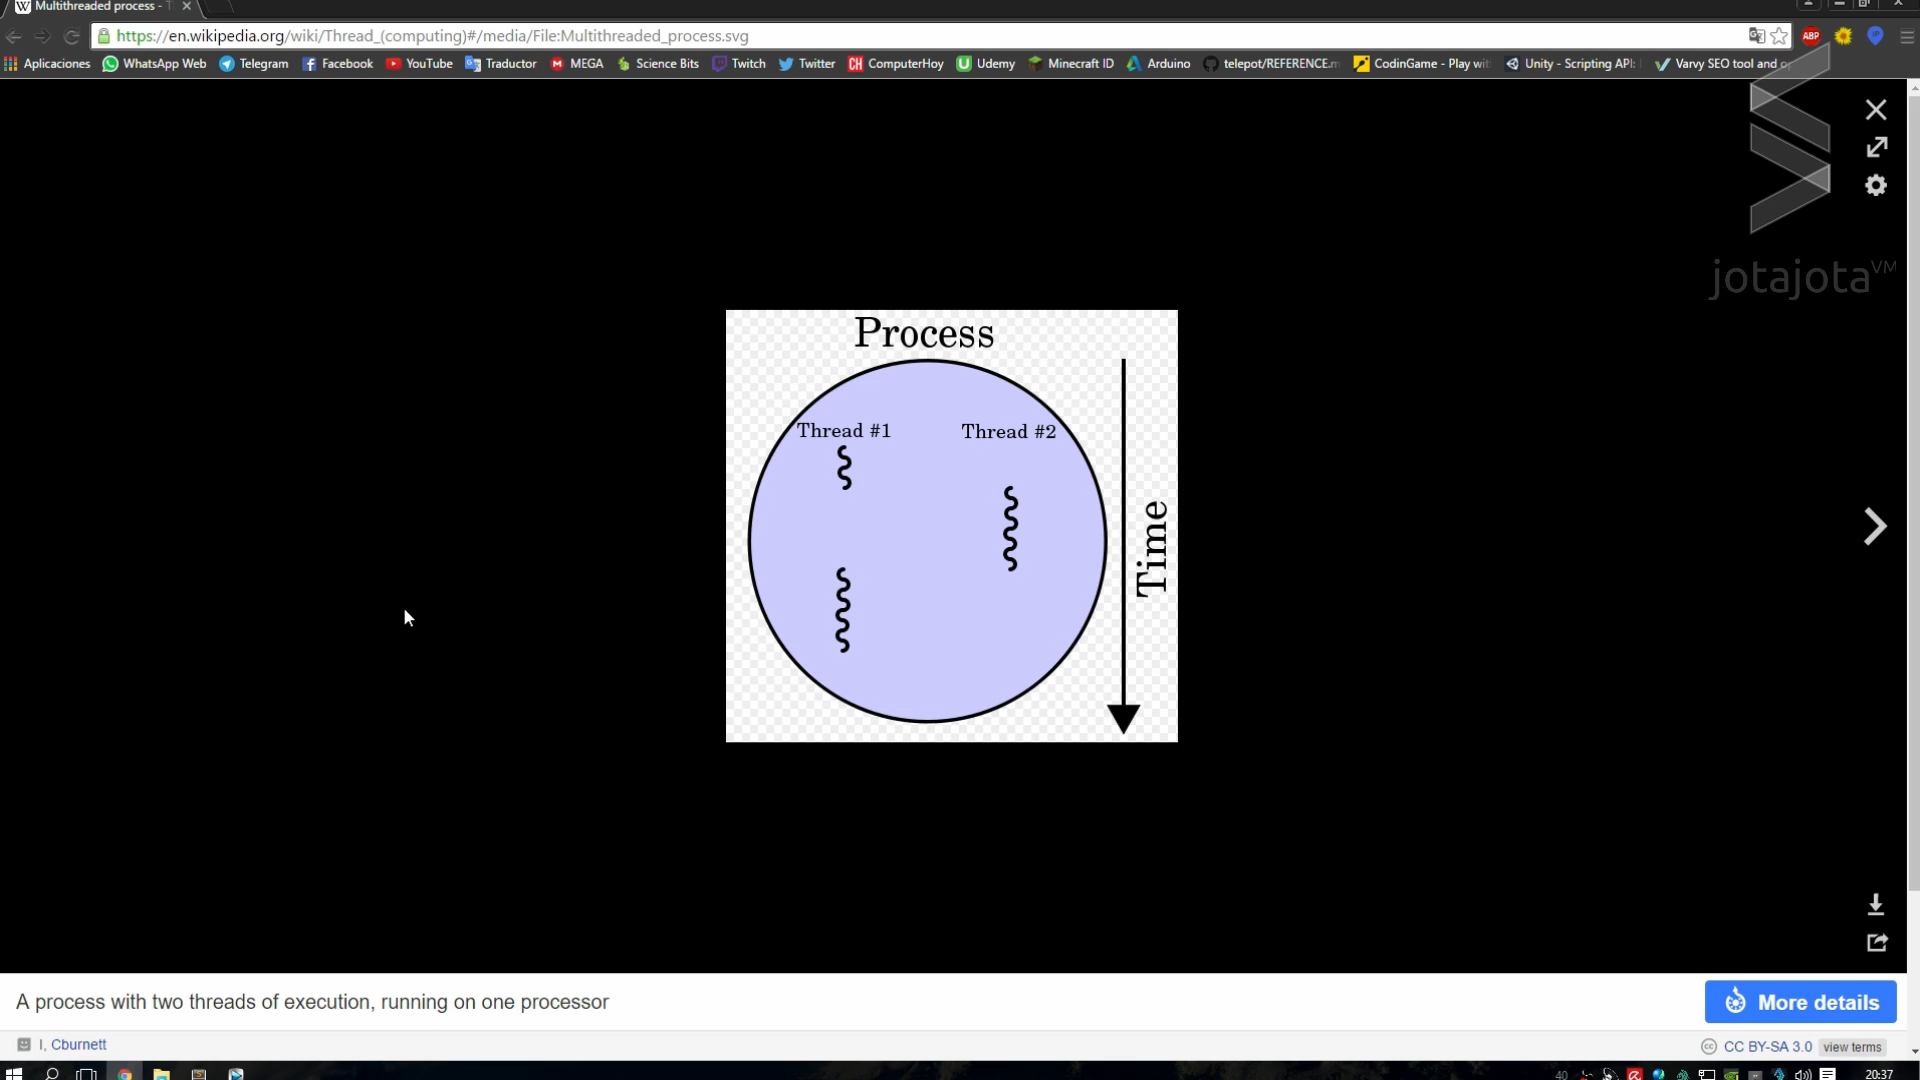 Multithreaded process - T
https://en.wikipedia.org/wiki/Thread_(computing)#/media/File:Multithreaded_process.svg
ABP
Aplicaciones WhatsApp Web Telegram Facebook YouTube Traductor MEGA Science Bits Twitch Twitter ComputerHoy Udemy Minecraft ID Arduino telepot/REFERENCE.m CodinGame - Play wit Unity - Scripting API: Varvy SEO tool and o
jotajota VM
Process
Thread #1
Thread #2
Time
A process with two threads of execution, running on one processor
More details
I, Cburnett
CC BY-SA 3.0 view terms
40
20:37